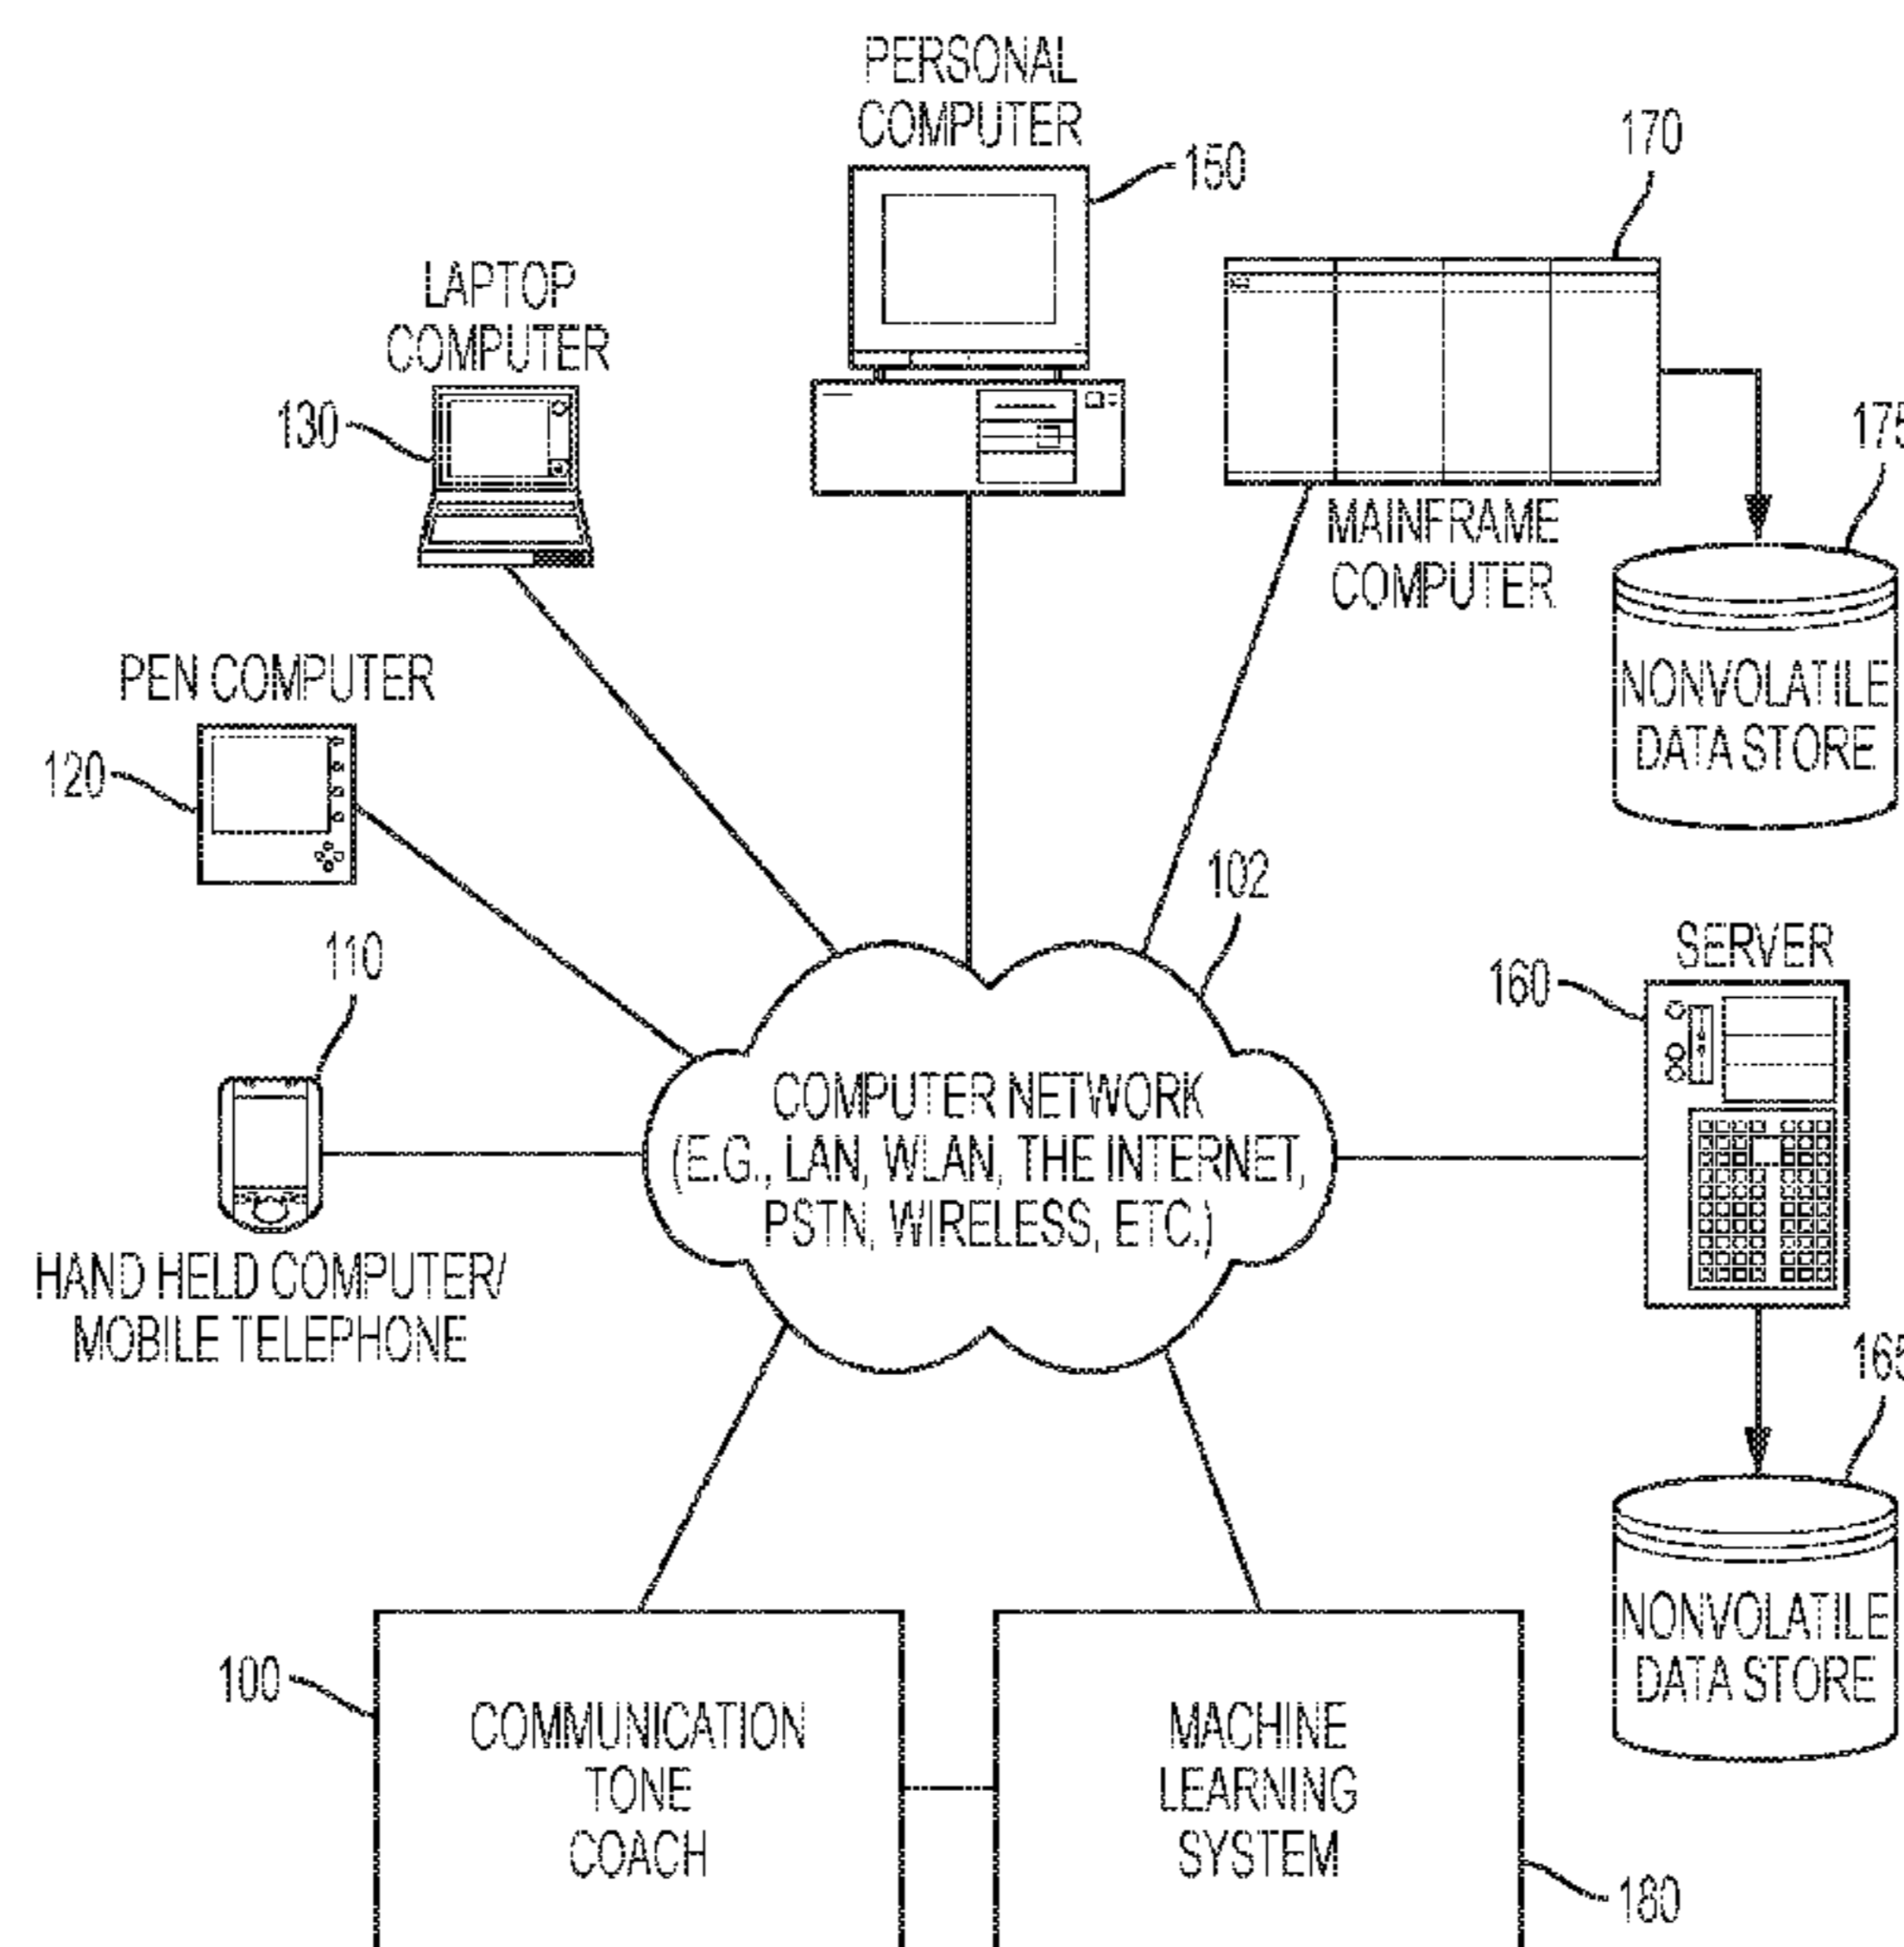 PERSONAL
COMPUTER
150
170
LAPTOP
COMPUTER
130
175
MAINFRAME
COMPUTER
NONVOLATILE
DATA STORE
PEN COMPUTER
120
102
110
SERVER
160
COMPUTER NETWORK
(E.G., LAN, WLAN, THE INTERNET,
PSTN, WIRELESS, ETC.)
HAND HELD COMPUTER/
MOBILE TELEPHONE
165
NONVOLATILE
DATA STORE
100
COMMUNICATION
TONE
COACH
MACHINE
LEARNING
SYSTEM
180